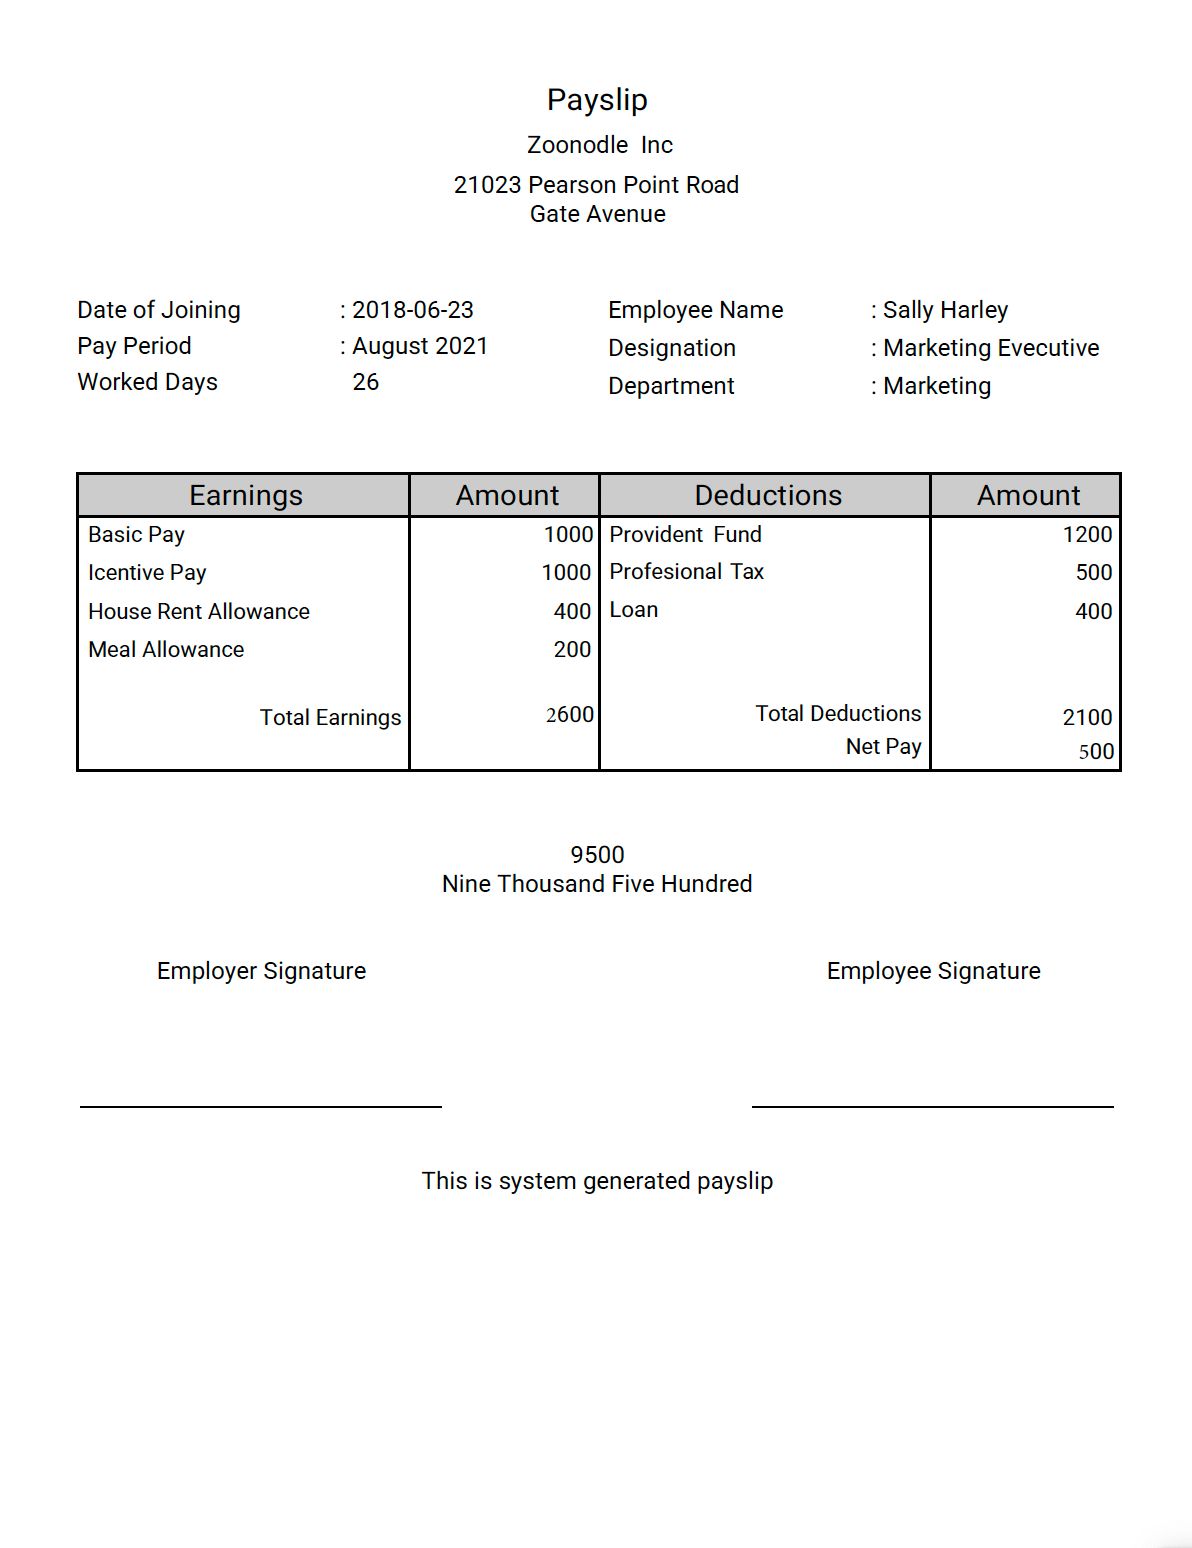 Payslip
Zoonodle Inc
21023 Pearson Point Road
Gate Avenue
Date of Joining : 2018-06-23 Employee Name : Sally Harley
Pay Period : August 2021 Designation : Marketing Evecutive
Worked Days 26 Department : Marketing
Earnings Amount Deductions Amount
Basic Pay 1000 Provident Fund 1200
Icentive Pay 1000 Profesional Tax 500
House Rent Allowance 400 Loan 400
Meal Allowance 200
Total Earnings 2600 Total Deductions 2100
Net Pay 500
9500
Nine Thousand Five Hundred
Employer Signature Employee Signature
This is system generated payslip